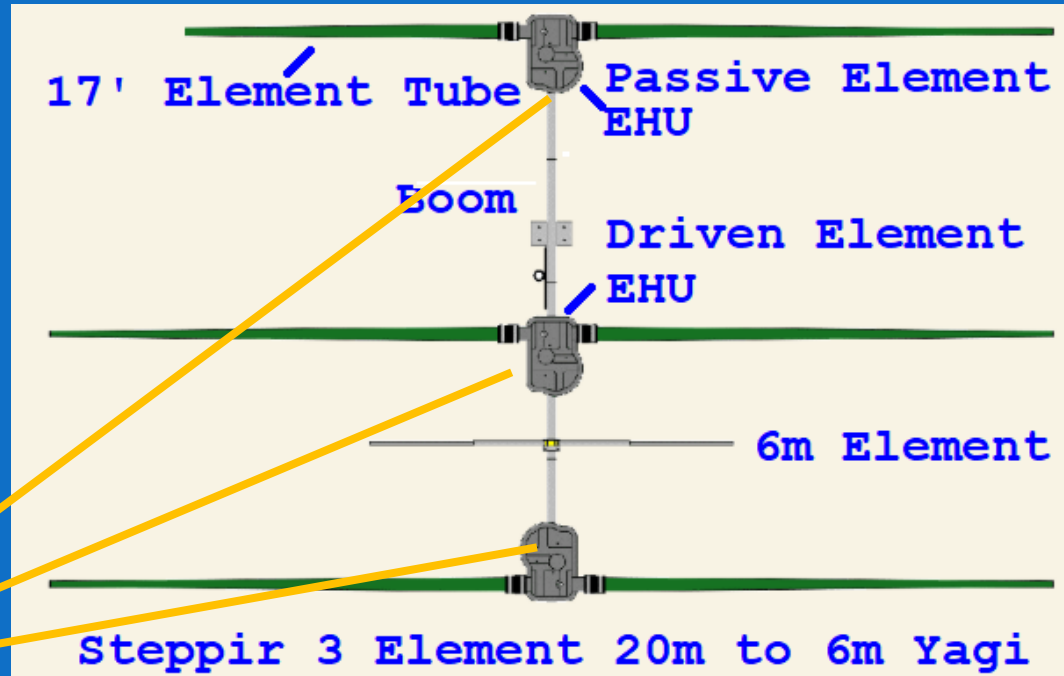 17' Element Tube
Passive Element
EHU
Boom
Driven Element
EHU
6m Element
Steppir 3 Element 20m to 6m Yagi